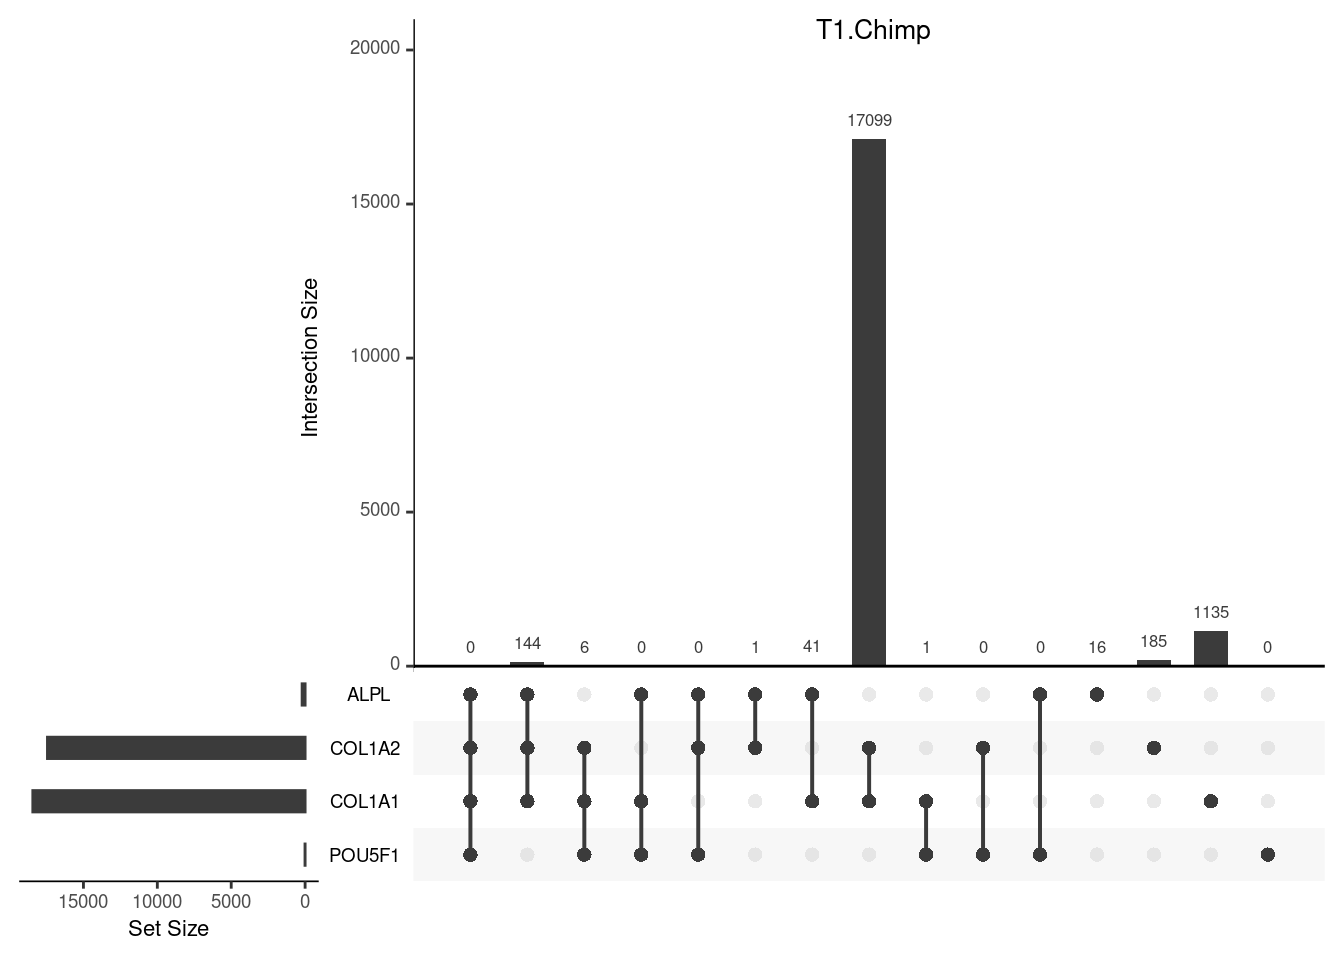 T1.Chimp
20000
15000
10000
5000
0
Intersection Size
0 144 6 0 0 1 41 17099 1 0 0 16 185 1135 0
ALPL
COL1A2
COL1A1
POU5F1
15000 10000 5000 0
Set Size